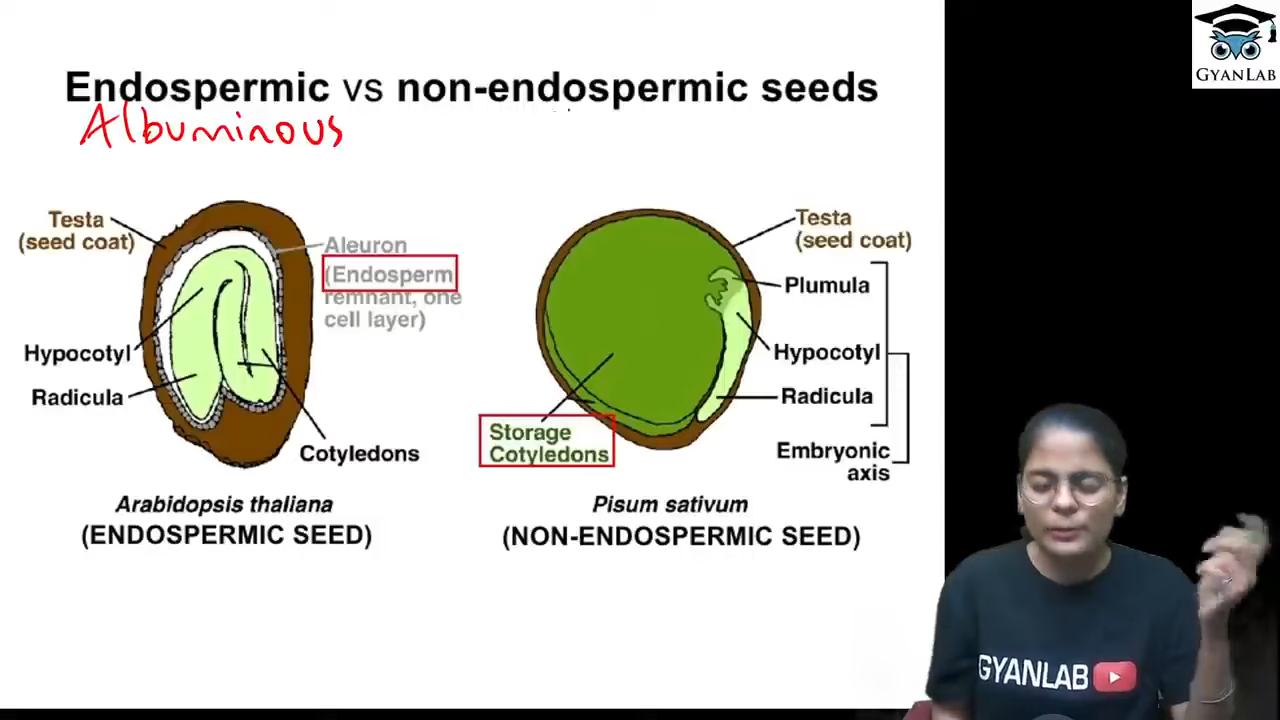 GYANLAB
Endospermic vs non-endospermic seeds
Albuminous
Testa
(seed coat)
Aleuron
(Endosperm
remnant, one
cell layer)
Hypocotyl
Radicula
Cotyledons
Arabidopsis thaliana
(ENDOSPERMIC SEED)
Testa
(seed coat)
Plumula
Hypocotyl
Radicula
Embryonic
axis
Storage
Cotyledons
Pisum sativum
(NON-ENDOSPERMIC SEED)
GYANLAB